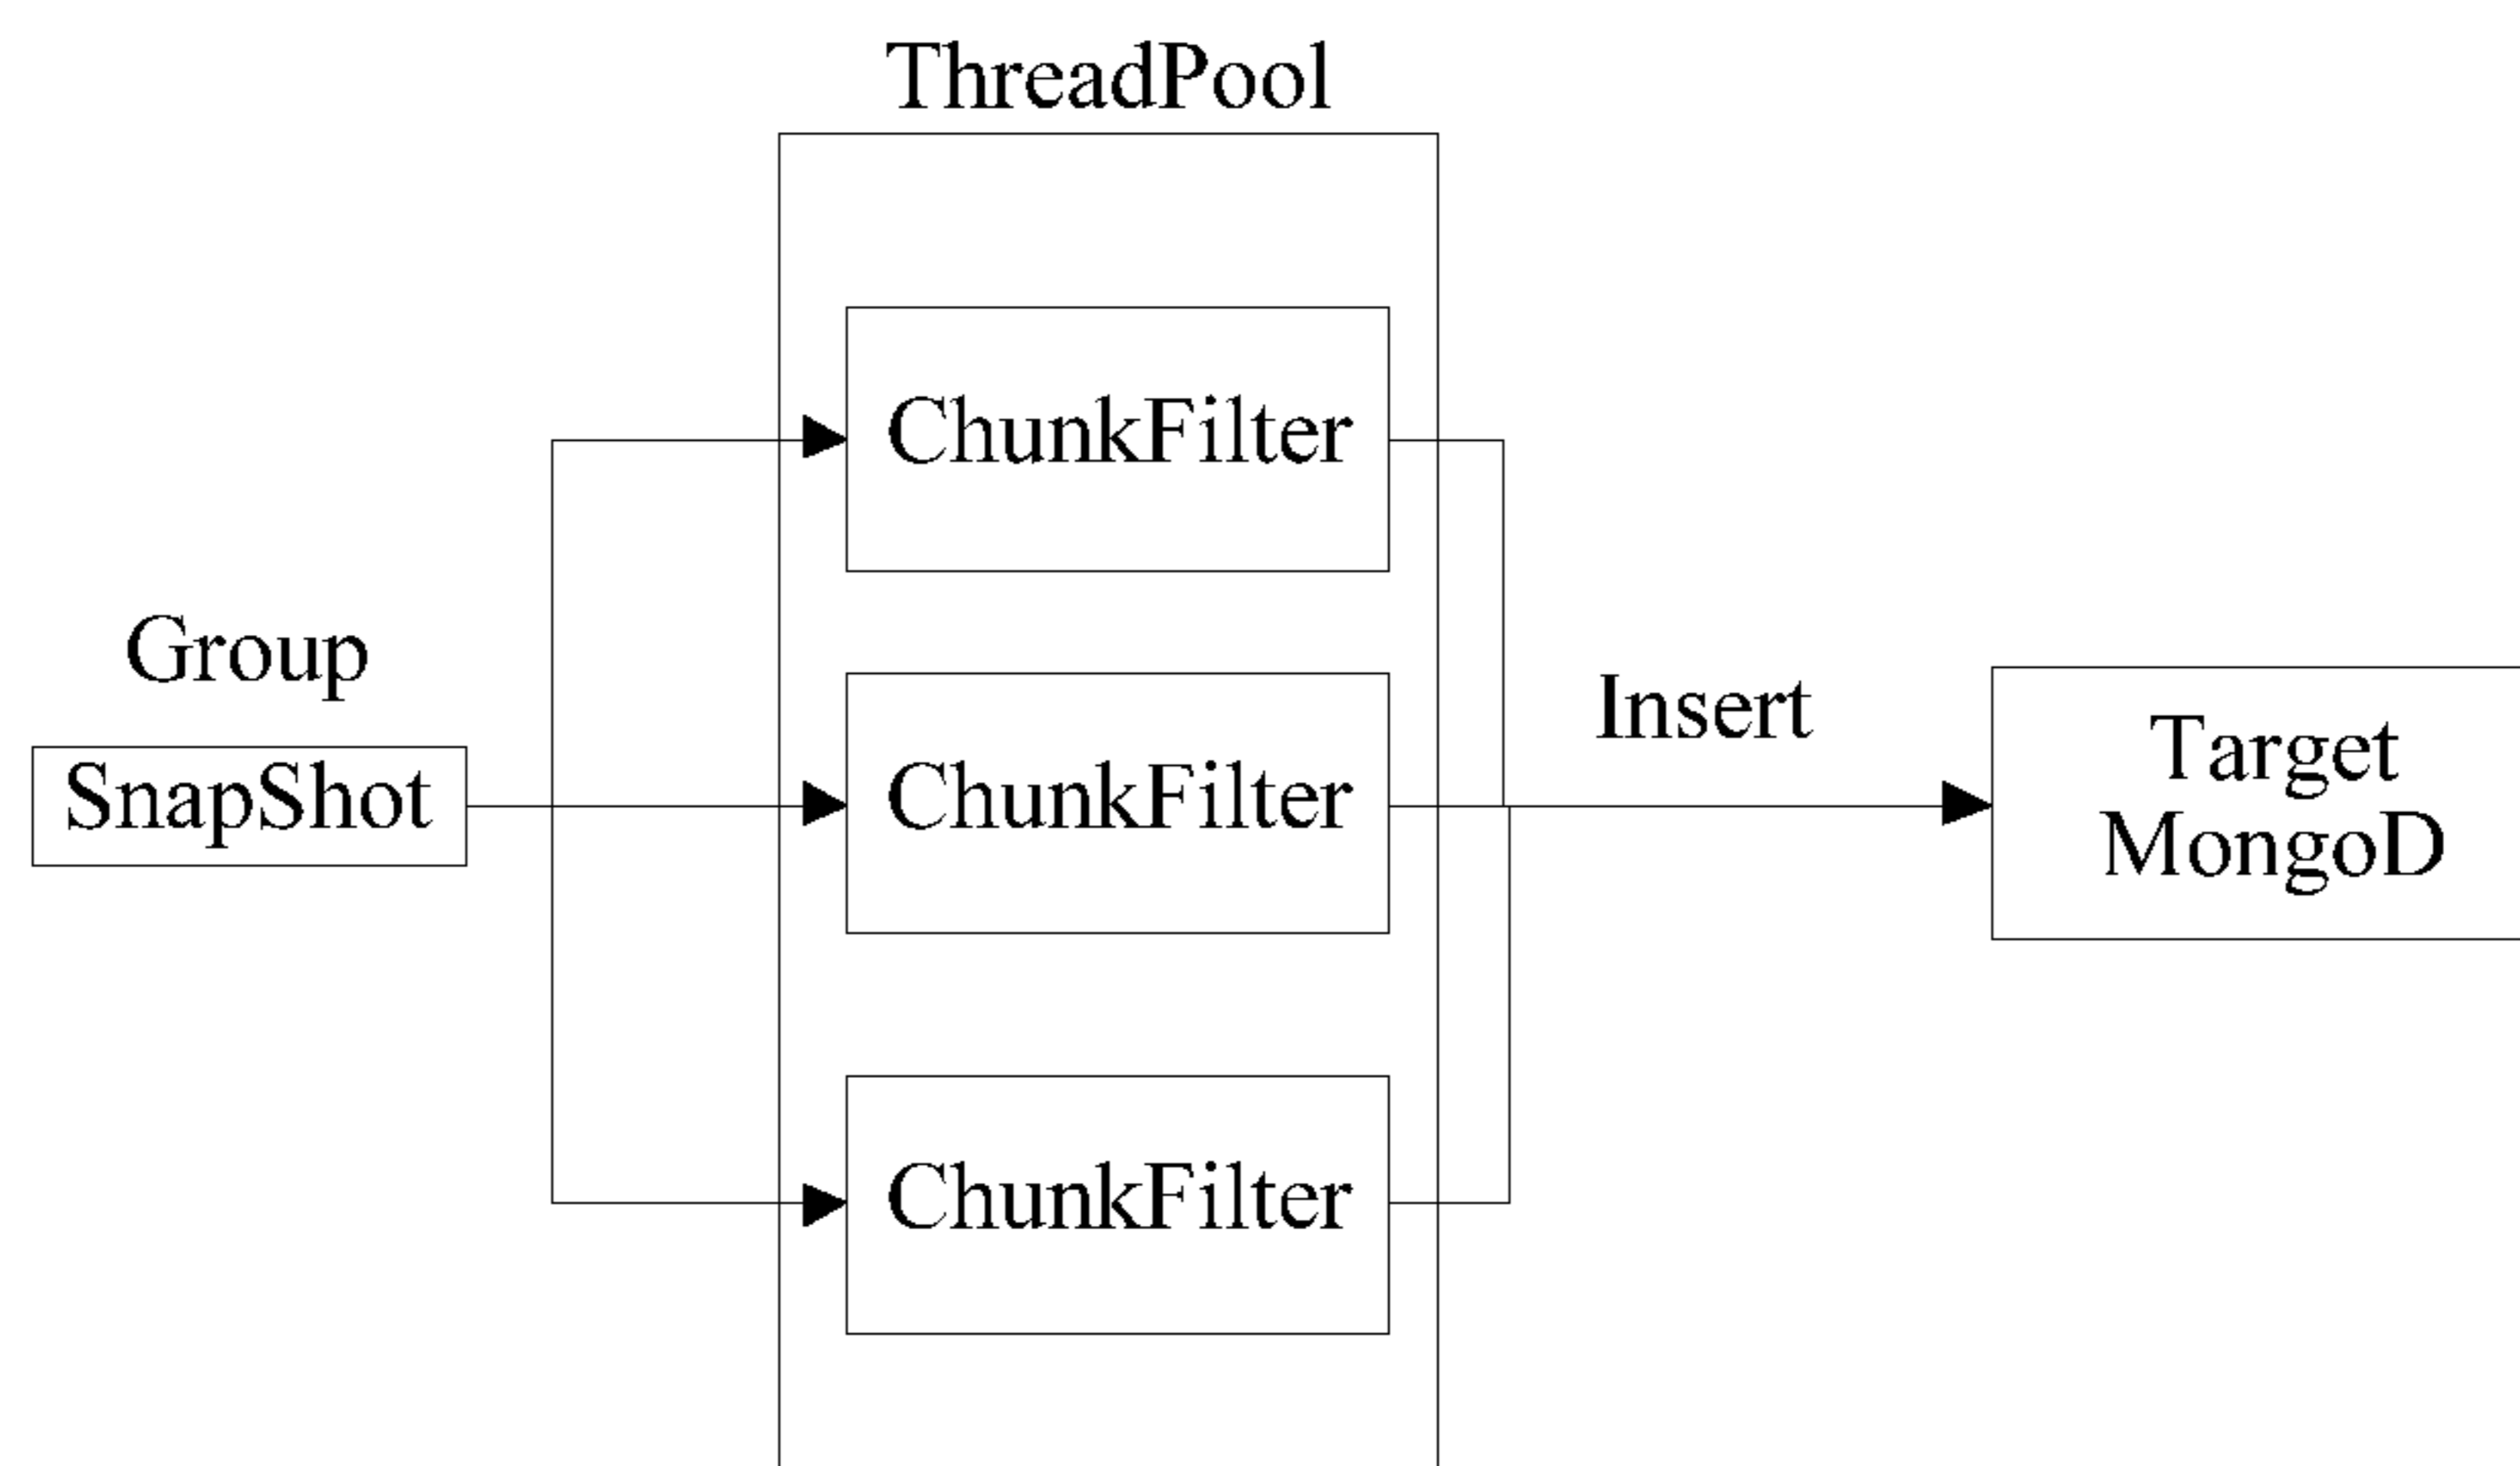 ThreadPool
ChunkFilter
Group
SnapShot
ChunkFilter
Insert
Target
MongoD
ChunkFilter